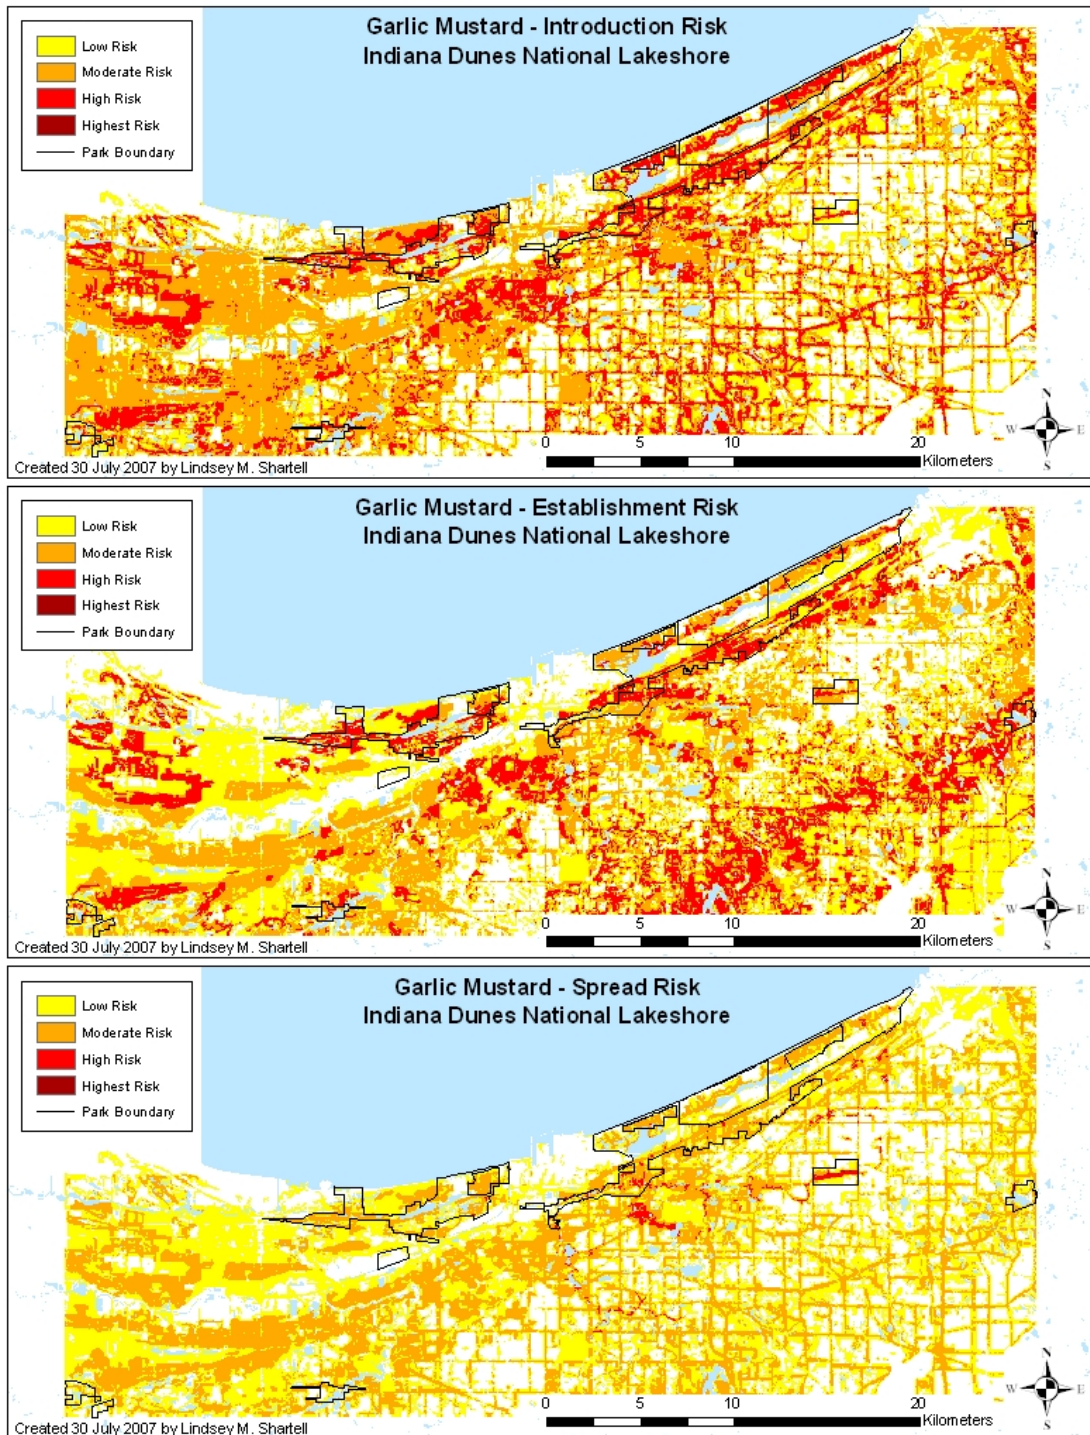 Garlic Mustard - Introduction Risk
Indiana Dunes National Lakeshore
Low Risk
Moderate Risk
High Risk
Highest Risk
Park Boundary
N
W E
S
0 5 10 20
Kilometers
Created 30 July 2007 by Lindsey M. Shartell
Garlic Mustard - Establishment Risk
Indiana Dunes National Lakeshore
Low Risk
Moderate Risk
High Risk
Highest Risk
Park Boundary
N
W E
S
0 5 10 20
Kilometers
Created 30 July 2007 by Lindsey M. Shartell
Garlic Mustard - Spread Risk
Indiana Dunes National Lakeshore
Low Risk
Moderate Risk
High Risk
Highest Risk
Park Boundary
N
W E
S
0 5 10 20
Kilometers
Created 30 July 2007 by Lindsey M. Shartell